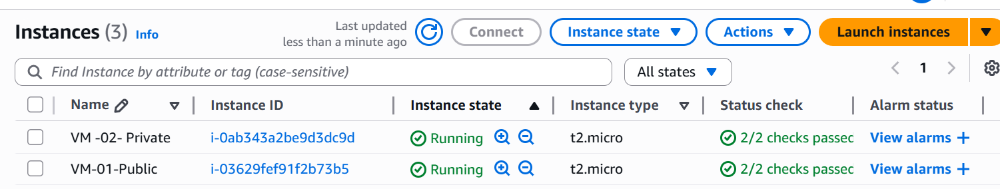 Instances (3) Info
Last updated
less than a minute ago
Connect
Instance state
Actions
Launch instances
Find Instance by attribute or tag (case-sensitive)
All states
1
Name Instance ID Instance state Instance type Status check Alarm status
VM -02- Private i-0ab343a2be9d3dc9d Running t2.micro 2/2 checks passed View alarms +
VM-01-Public i-03629fef91f2b73b5 Running t2.micro 2/2 checks passed View alarms +